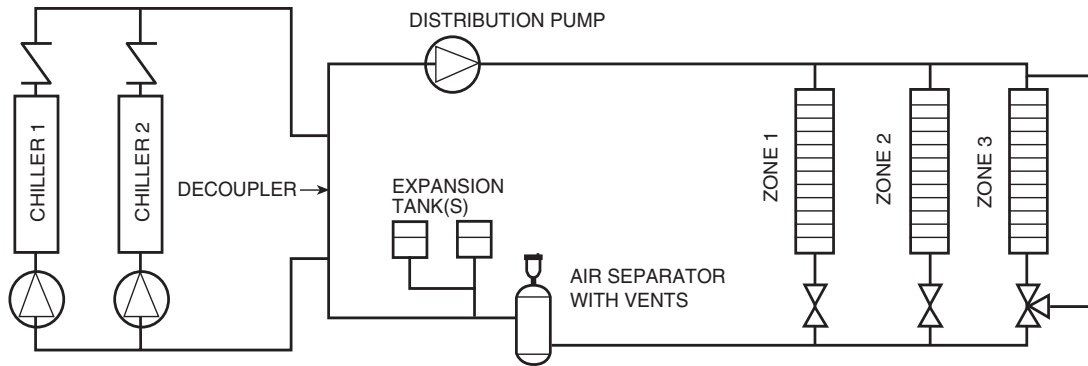 DISTRIBUTION PUMP
CHILLER 1
CHILLER 2
DECOUPLER
EXPANSION
TANK(S)
AIR SEPARATOR
WITH VENTS
ZONE 1
ZONE 2
ZONE 3